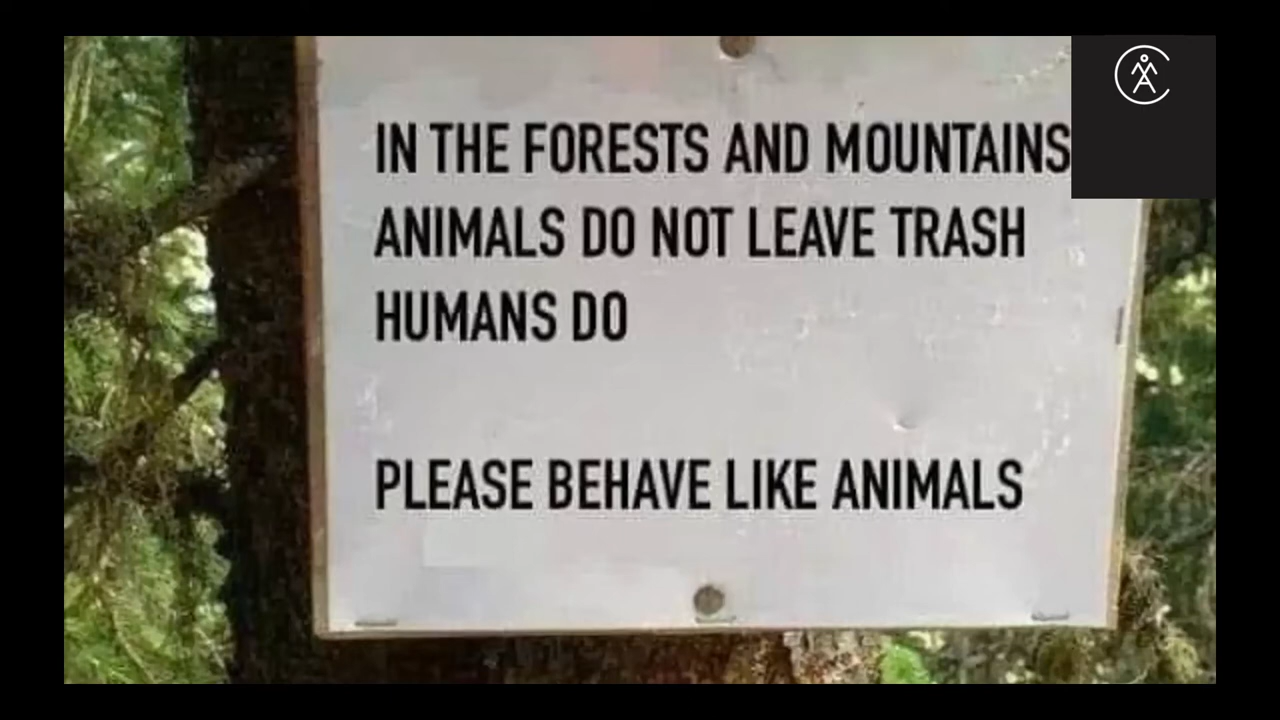 IN THE FORESTS AND MOUNTAINS
ANIMALS DO NOT LEAVE TRASH
HUMANS DO
PLEASE BEHAVE LIKE ANIMALS